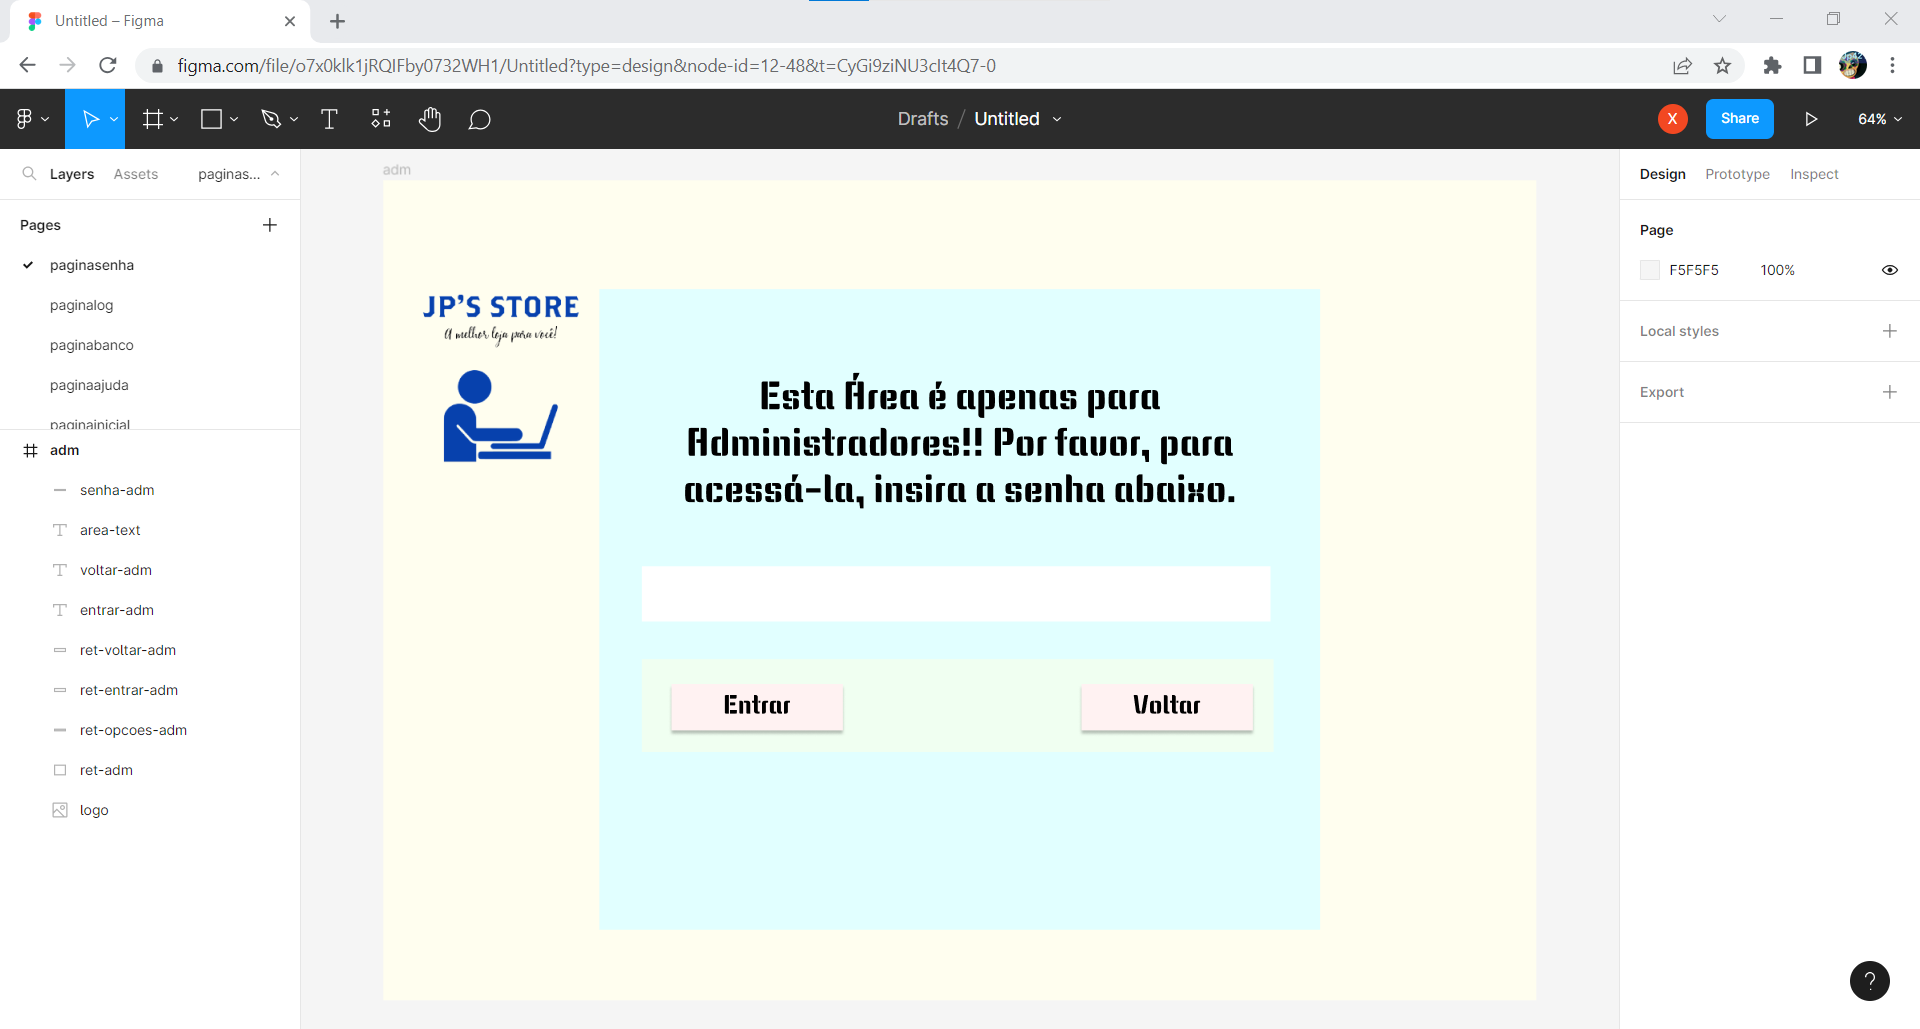 Untitled – Figma
figma.com/file/o7x0klk1jRQIFby0732WH1/Untitled?type=design&node-id=12-48&t=CyGi9ziNU3cIt4Q7-0
Drafts / Untitled
X
Share
64%
Layers
Assets
paginas...
Pages
paginasenha
paginalog
paginabanco
paginaajuda
paginainicial
adm
senha-adm
area-text
voltar-adm
entrar-adm
ret-voltar-adm
ret-entrar-adm
ret-opcoes-adm
ret-adm
logo
adm
JP'S STORE
A melhor loja para você!
Esta Área é apenas para
Administradores!! Por favor, para
acessá-la, insira a senha abaixo.
Entrar
Voltar
Design
Prototype
Inspect
Page
F5F5F5
100%
Local styles
Export
?